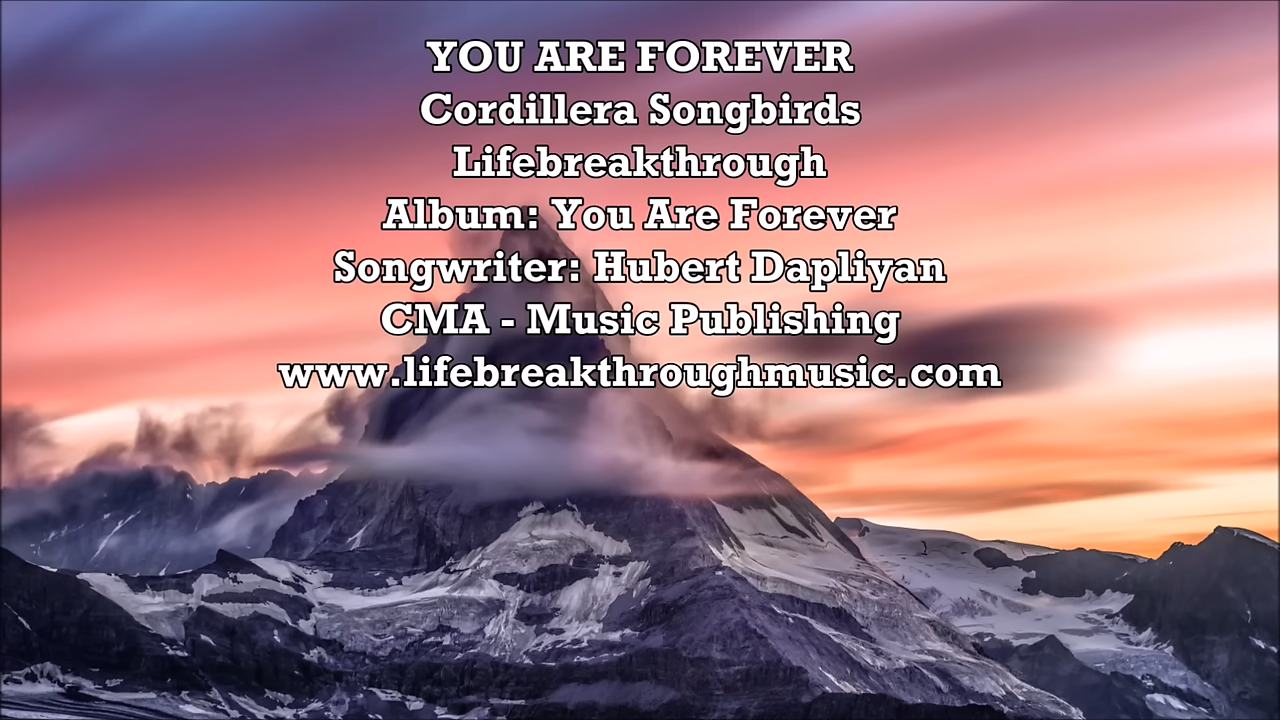 YOU ARE FOREVER
Cordillera Songbirds
Lifebreakthrough
Album: You Are Forever
Songwriter: Hubert Dapliyan
CMA - Music Publishing
www.lifebreakthroughmusic.com